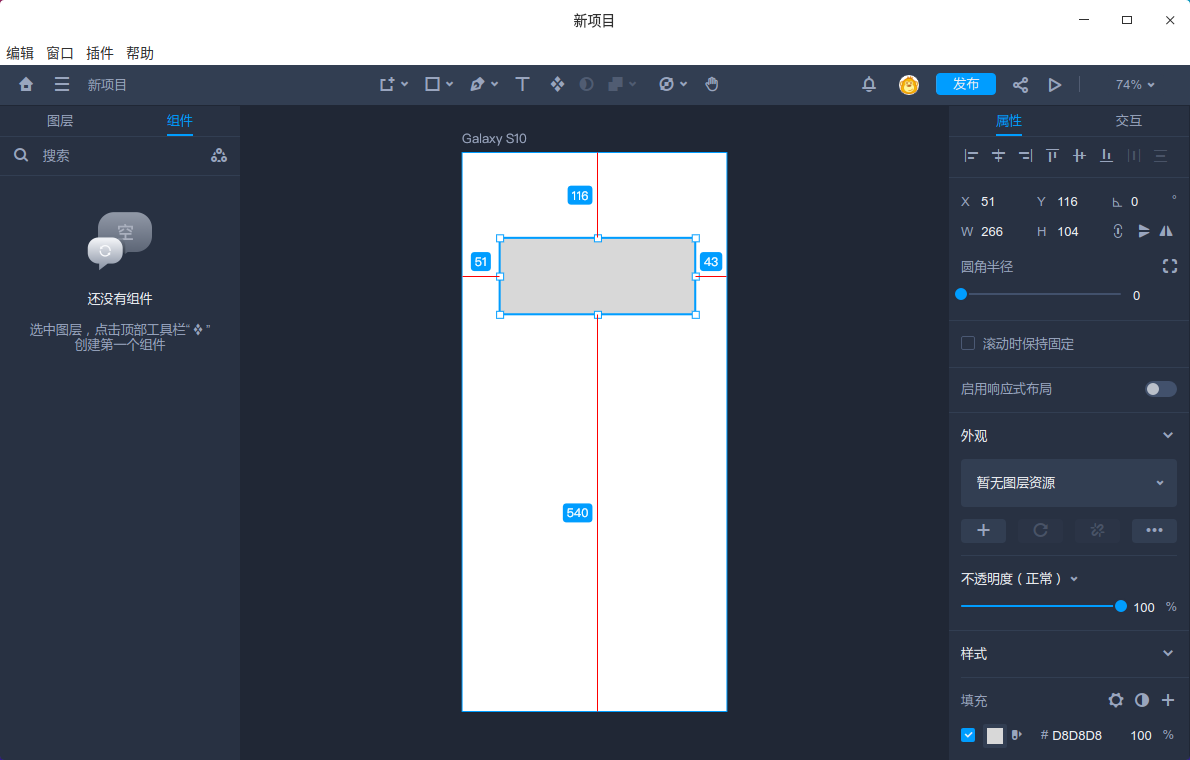 新项目
编辑 窗口 插件 帮助
新项目 发布 74%
图层 组件
搜索
空
还没有组件
选中图层，点击顶部工具栏“ ”
创建第一个组件
Galaxy S10
116
51
43
540
属性 交互
X 51 Y 116 0 °
W 266 H 104
圆角半径
0
滚动时保持固定
启用响应式布局
外观
暂无图层资源
不透明度（正常）
100 %
样式
填充
# D8D8D8 100 %